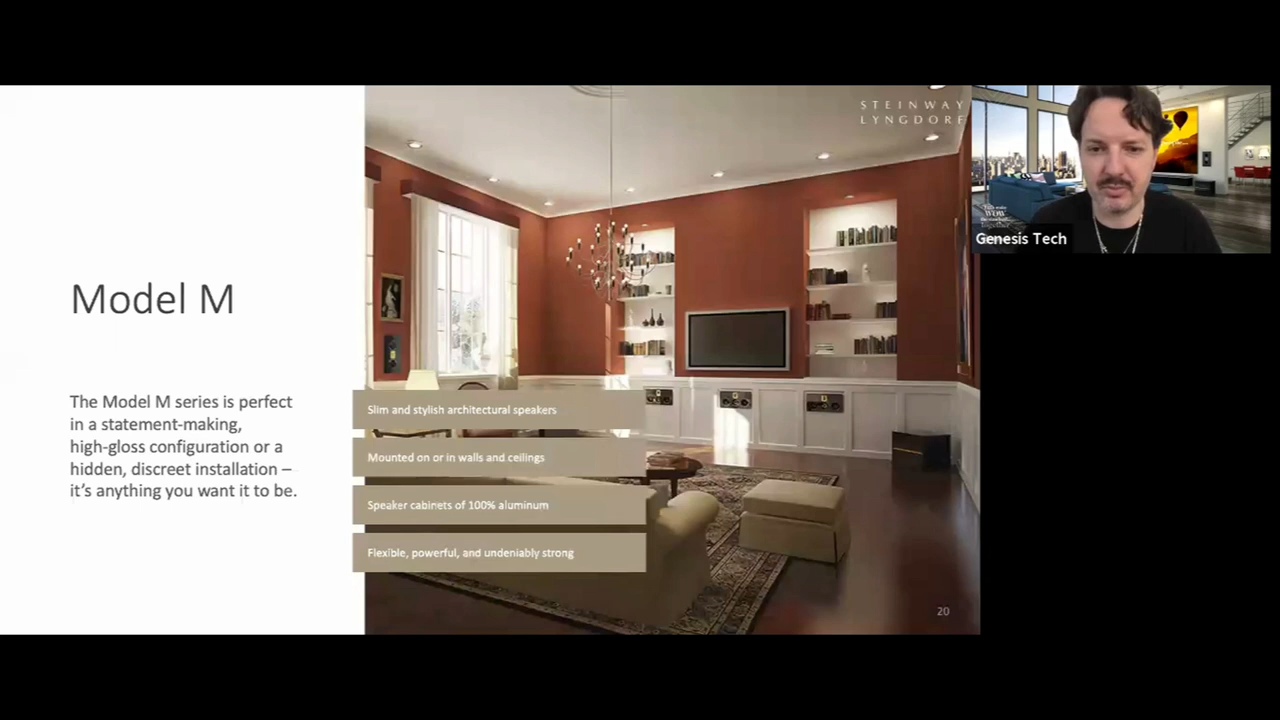 STEINWAY
LYNGDORF
Genesis Tech
Model M
The Model M series is perfect
in a statement-making,
high-gloss configuration or a
hidden, discreet installation –
it's anything you want it to be.
Slim and stylish architectural speakers
Mounted on or in walls and ceilings
Speaker cabinets of 100% aluminum
Flexible, powerful, and undeniably strong
20
WOW